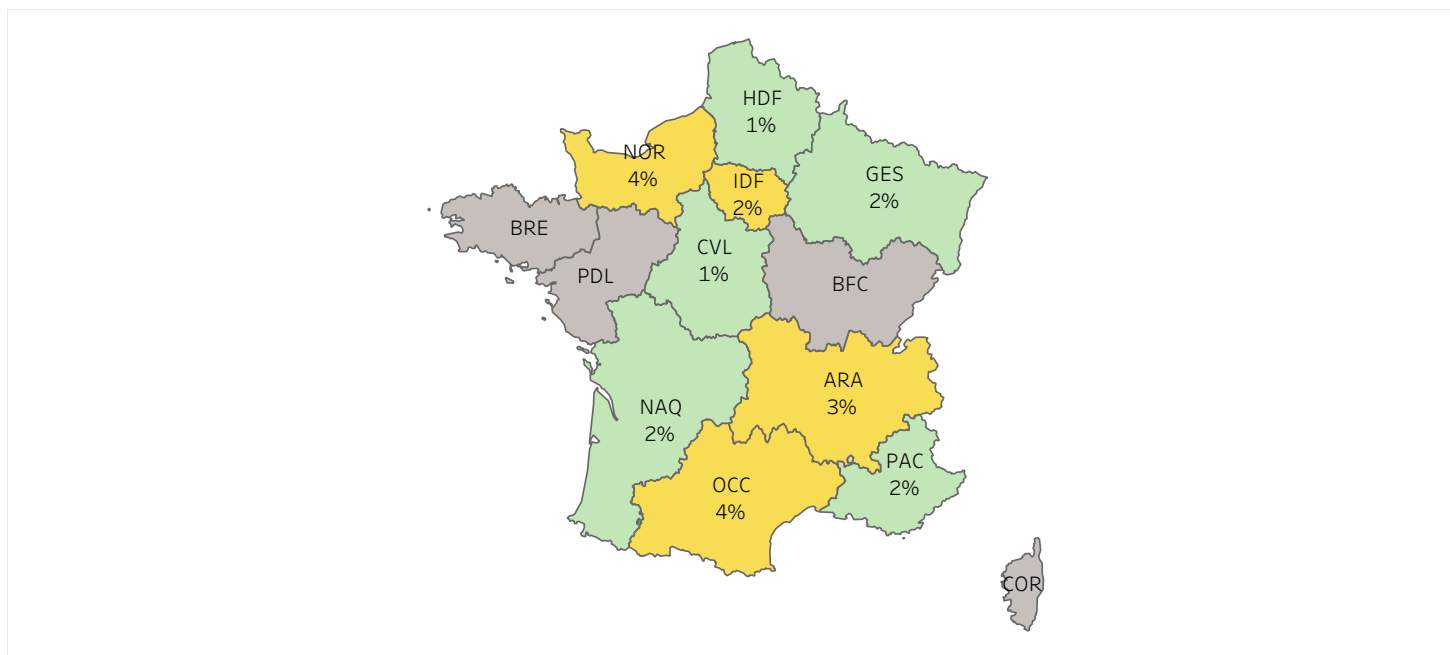 HDF
1%
NOR
4%
IDF
2%
GES
2%
BRE
CVL
1%
PDL
BFC
ARA
3%
NAQ
2%
PAC
2%
OCC
4%
COR